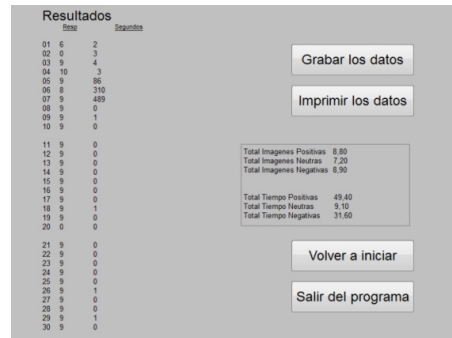 Resultados
Resp Segundos
01 6 2
02 0 3
03 9 4
04 10 3
05 9 86
06 8 310
07 9 489
08 9 0
09 9 1
10 9 0
11 9 0
12 9 0
13 9 0
14 9 0
15 9 0
16 9 0
17 9 0
18 9 1
19 9 0
20 0 0
21 9 0
22 9 0
23 9 0
24 9 0
25 9 0
26 9 1
27 9 0
28 9 0
29 9 1
30 9 0
Grabar los datos
Imprimir los datos
Total Imagenes Positivas 8,80
Total Imagenes Neutras 7,20
Total Imagenes Negativas 8,90
Total Tiempo Positivas 49,40
Total Tiempo Neutras 9,10
Total Tiempo Negativas 31,60
Volver a iniciar
Salir del programa